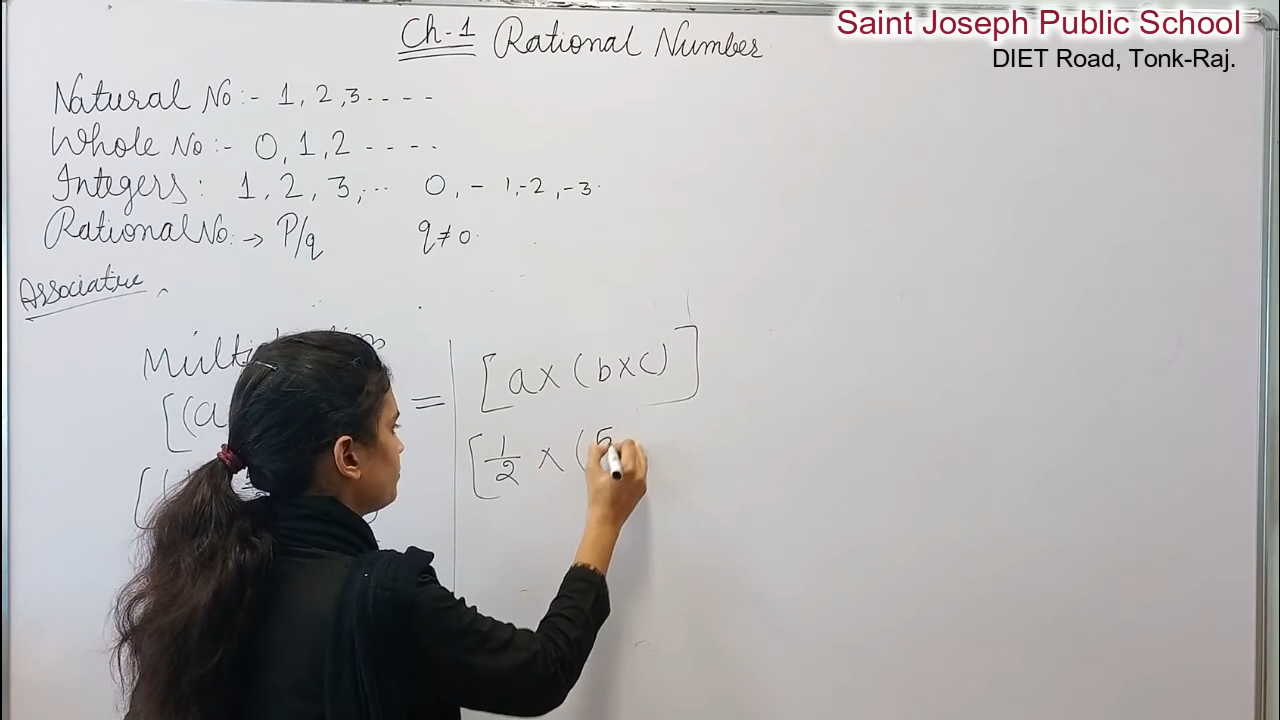 Saint Joseph Public School
DIET Road, Tonk-Raj.
Ch-1 Rational Number
Natural No :- 1, 2, 3 - - - -
Whole No :- 0, 1, 2 - - - -
Integers : 1, 2, 3, -- 0, - 1, -2, -3.
Rational No. → P/q q ≠ 0.
Associative
[(a = [a x (b x c)]
[1/2 x (5